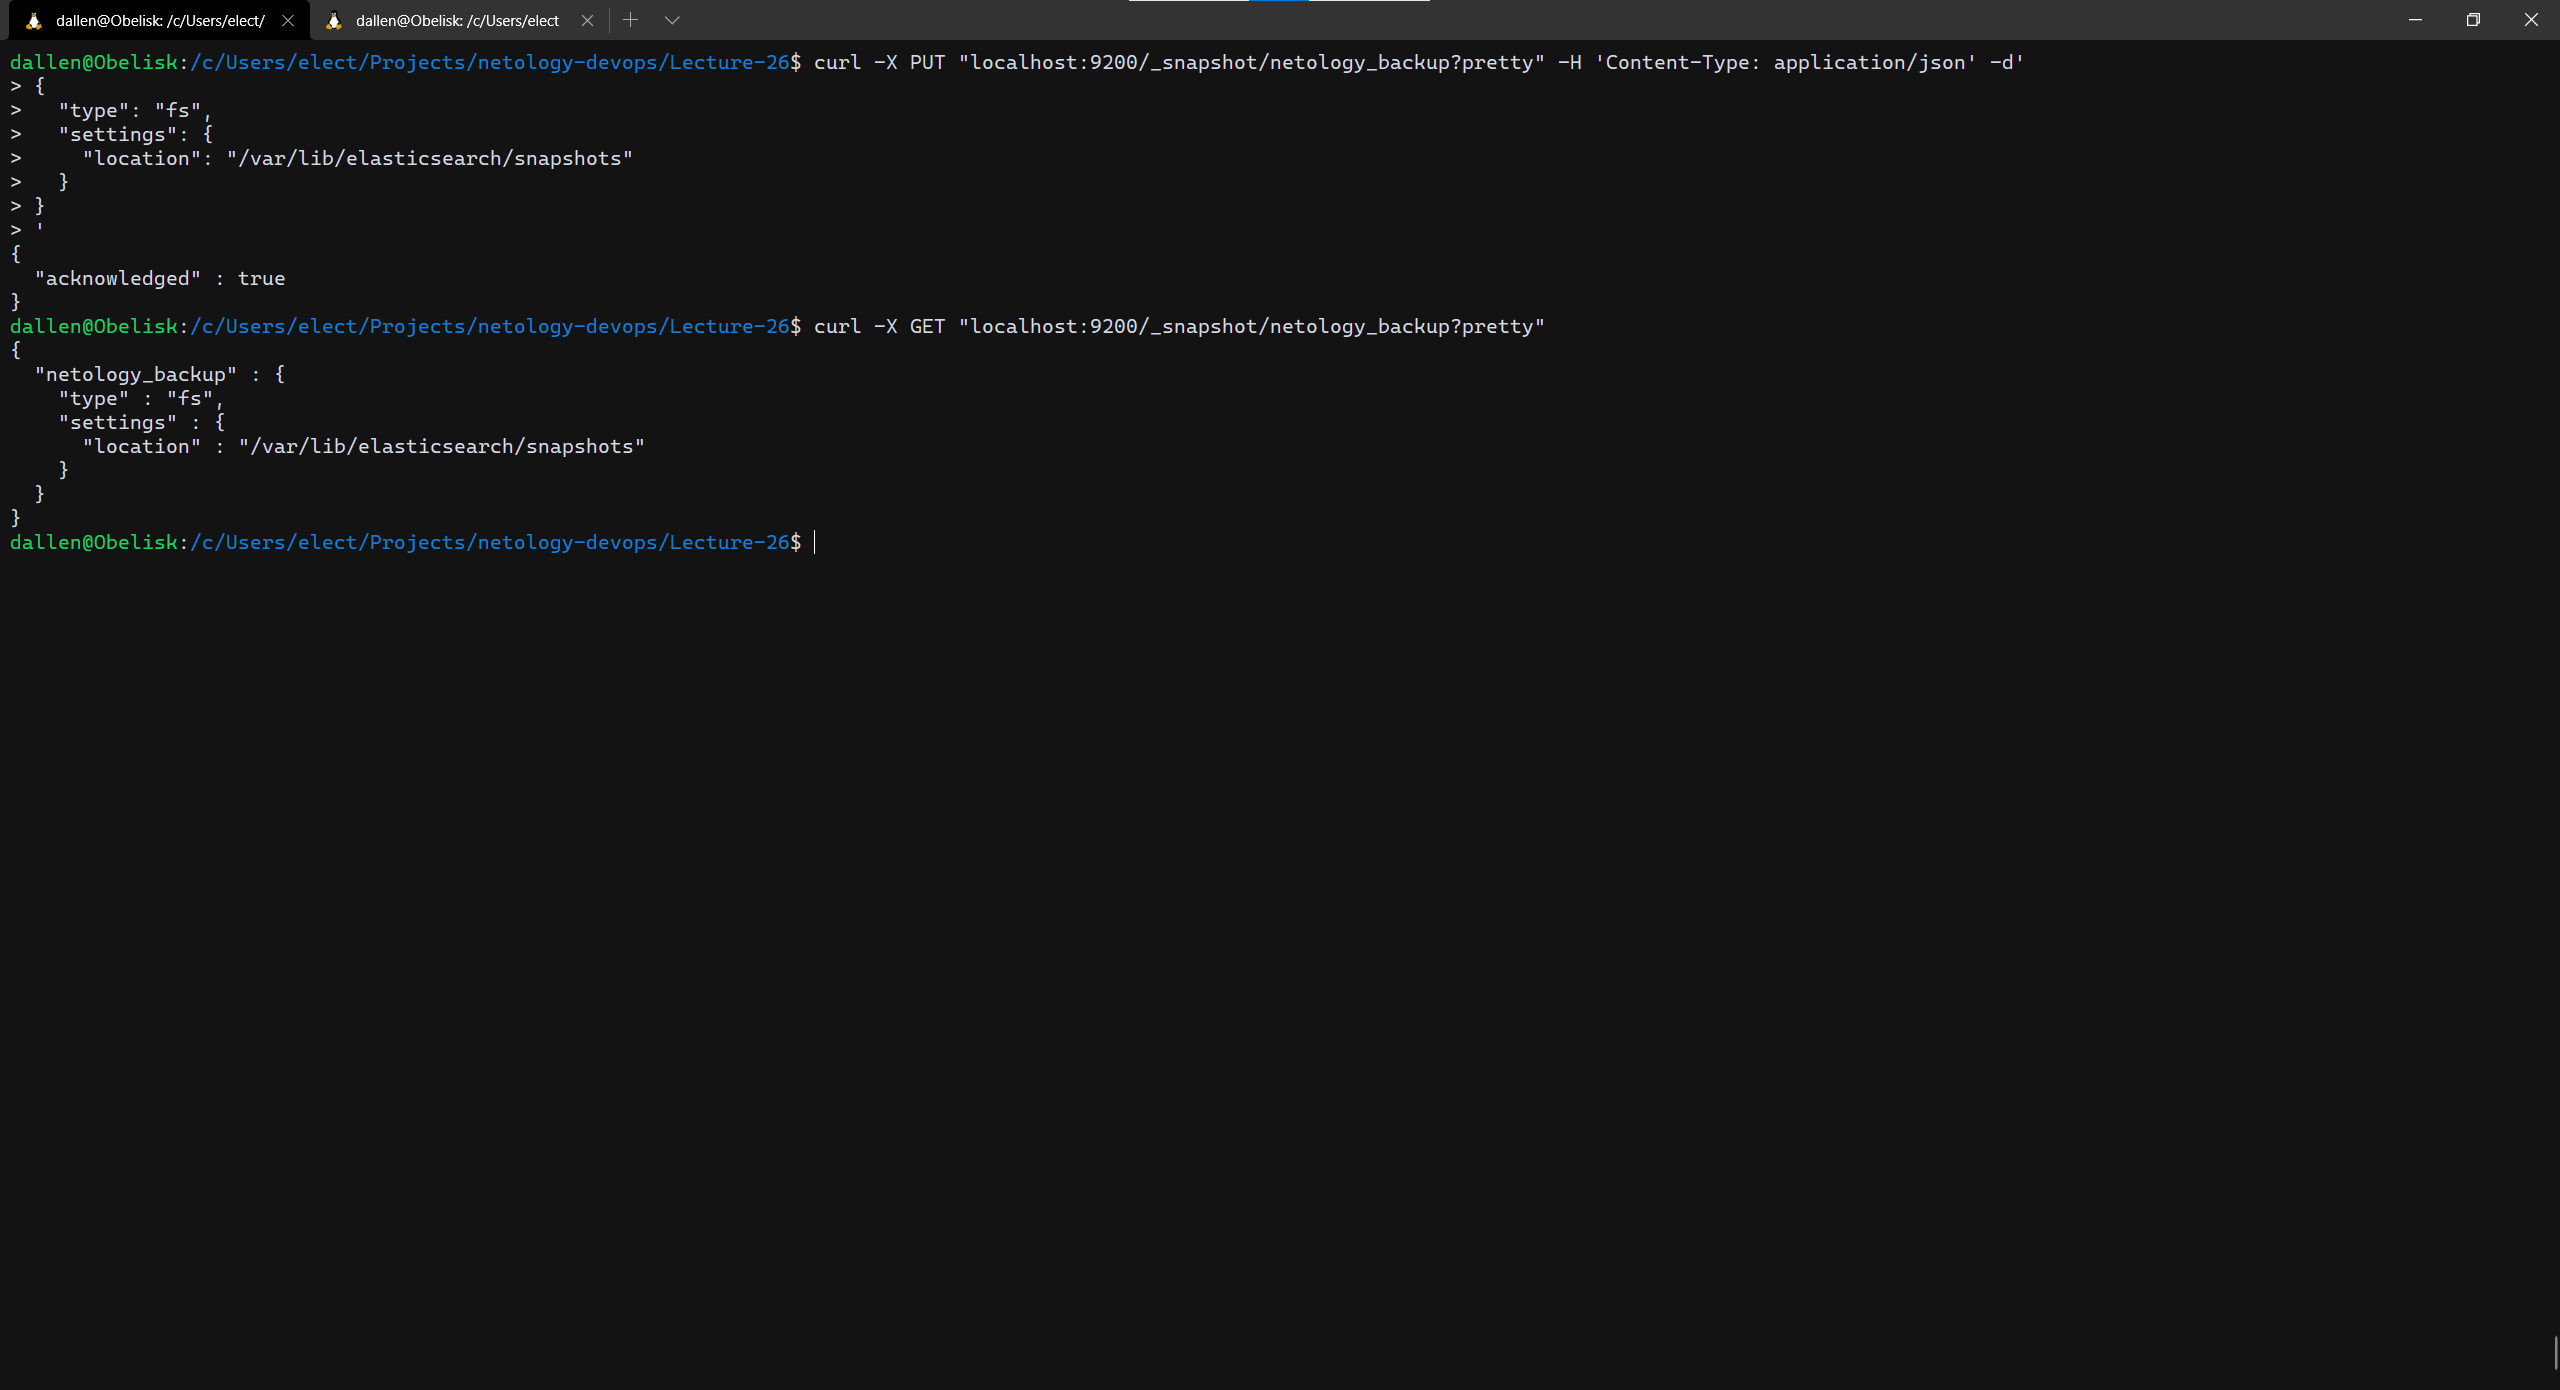 dallen@Obelisk: /c/Users/elect/
dallen@Obelisk: /c/Users/elect
dallen@Obelisk:/c/Users/elect/Projects/netology-devops/Lecture-26$ curl -X PUT "localhost:9200/_snapshot/netology_backup?pretty" -H 'Content-Type: application/json' -d'
> {
>   "type": "fs",
>   "settings": {
>     "location": "/var/lib/elasticsearch/snapshots"
>   }
> }
> '
{
  "acknowledged" : true
}
dallen@Obelisk:/c/Users/elect/Projects/netology-devops/Lecture-26$ curl -X GET "localhost:9200/_snapshot/netology_backup?pretty"
{
  "netology_backup" : {
    "type" : "fs",
    "settings" : {
      "location" : "/var/lib/elasticsearch/snapshots"
    }
  }
}
dallen@Obelisk:/c/Users/elect/Projects/netology-devops/Lecture-26$